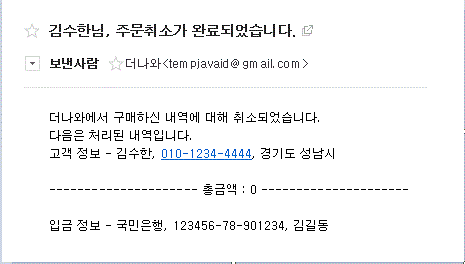 김수한님, 주문취소가 완료되었습니다.
보낸사람 더나와<tempjavaid@gmail.com>
더나와에서 구매하신 내역에 대해 취소되었습니다.
다음은 처리된 내역입니다.
고객 정보 - 김수한, 010-1234-4444, 경기도 성남시
--------------------- 총금액 : 0 ---------------------
입금 정보 - 국민은행, 123456-78-901234, 김길동